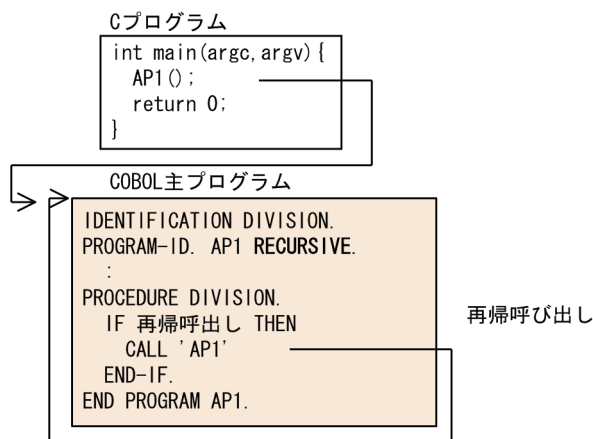 Cプログラム
int main(argc,argv){
AP1();
return 0;
}
COBOL主プログラム
IDENTIFICATION DIVISION.
PROGRAM-ID. AP1 RECURSIVE.
:
PROCEDURE DIVISION.
IF 再帰呼出し THEN
CALL 'AP1'
END-IF.
END PROGRAM AP1.
再帰呼び出し